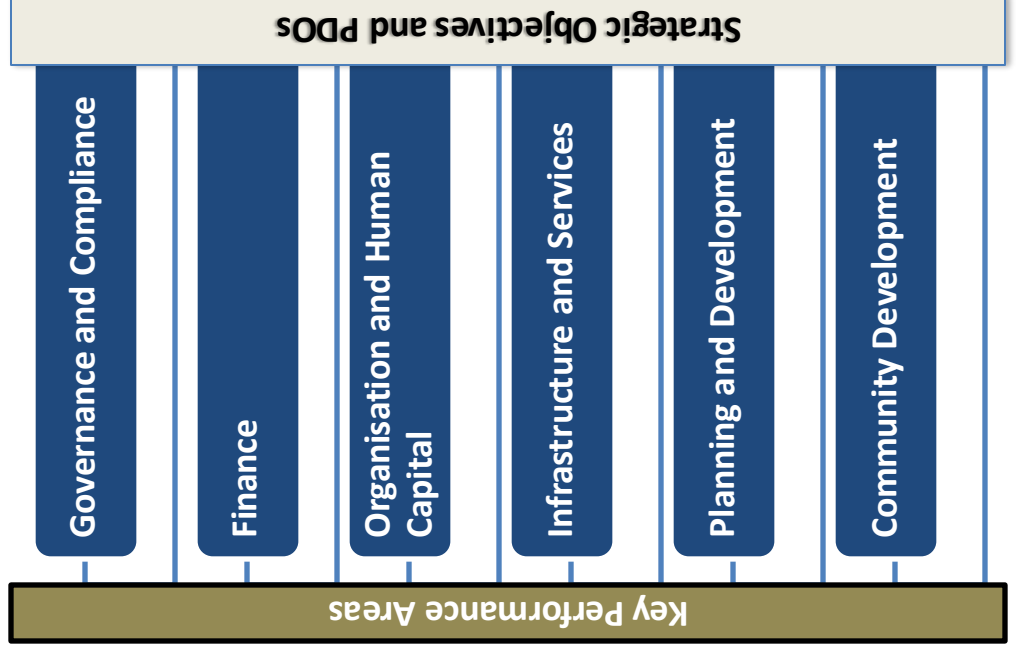 Strategic Objectives and PDOs
Governance and Compliance
Finance
Organisation and Human
Capital
Infrastructure and Services
Planning and Development
Community Development
Key Performance Areas